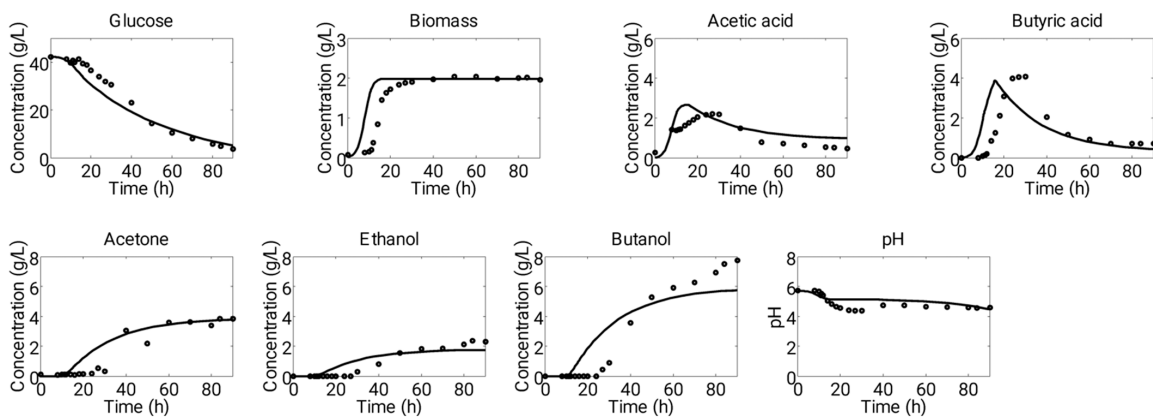 Glucose
Concentration (g/L)
40
20
0
0 20 40 60 80
Time (h)
Biomass
Concentration (g/L)
3
2
1
0
0 20 40 60 80
Time (h)
Acetic acid
Concentration (g/L)
6
4
2
0
0 20 40 60 80
Time (h)
Butyric acid
Concentration (g/L)
6
4
2
0
0 20 40 60 80
Time (h)
Acetone
Concentration (g/L)
8
6
4
2
0
0 20 40 60 80
Time (h)
Ethanol
Concentration (g/L)
8
6
4
2
0
0 20 40 60 80
Time (h)
Butanol
Concentration (g/L)
8
6
4
2
0
0 20 40 60 80
Time (h)
pH
pH
8
6
4
2
0
0 20 40 60 80
Time (h)